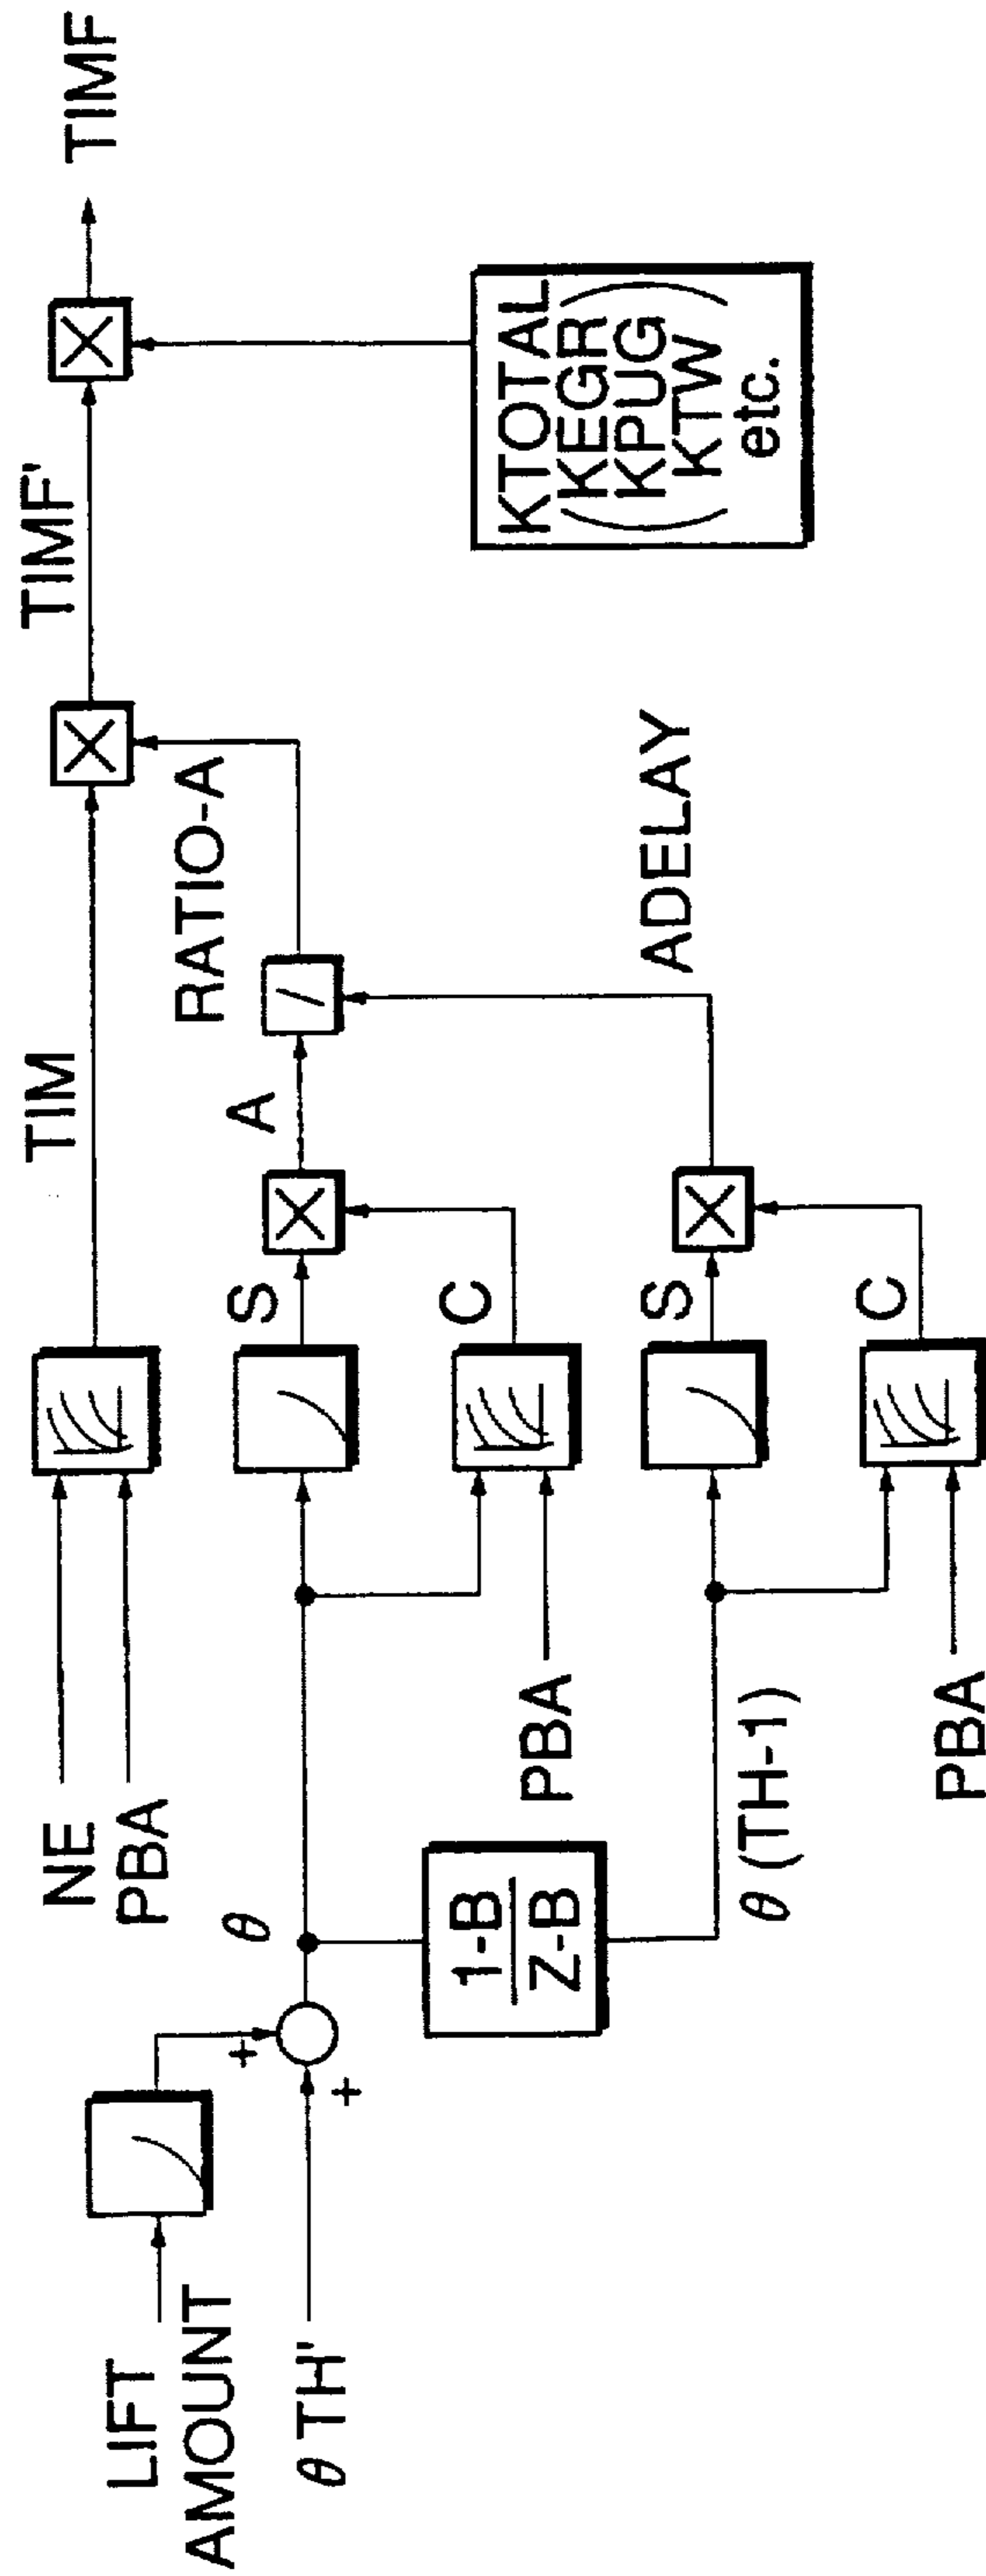 LIFT
AMOUNT
θ TH'
+
+
θ
NE
PBA
1-B
Z-B
θ (TH-1)
PBA
PBA
S
C
S
C
TIM
A
RATIO-A
/
ADELAY
TIMF'
KTOTAL
(KEGR
KPUG
KTW)
etc.
TIMF